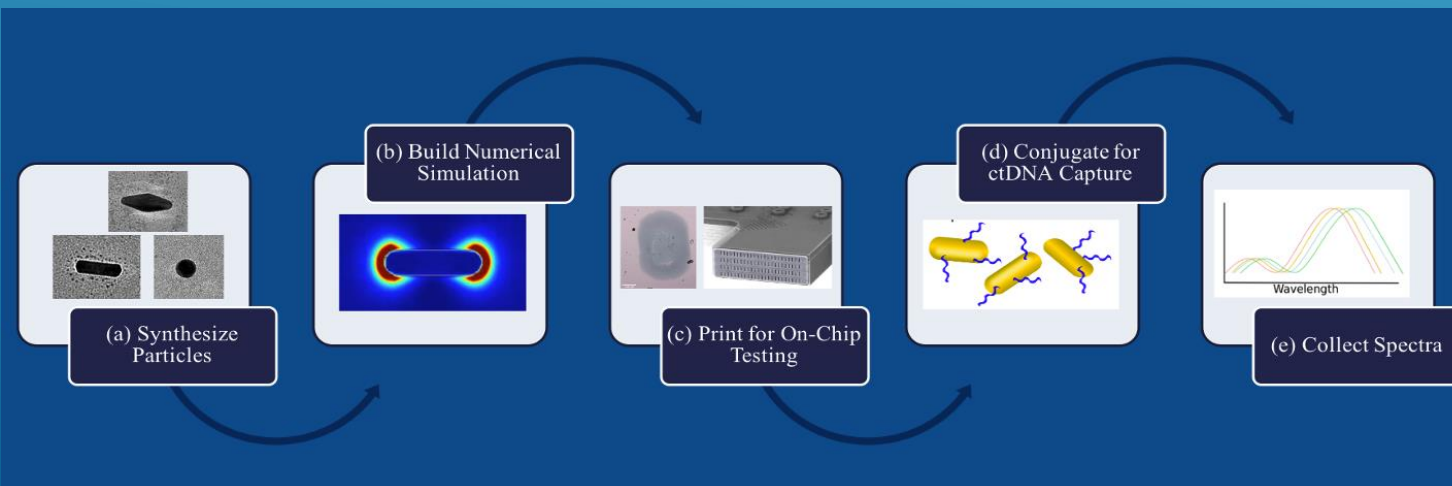 (a) Synthesize
Particles
(b) Build Numerical
Simulation
(c) Print for On-Chip
Testing
(d) Conjugate for
ctDNA Capture
Wavelength
(e) Collect Spectra